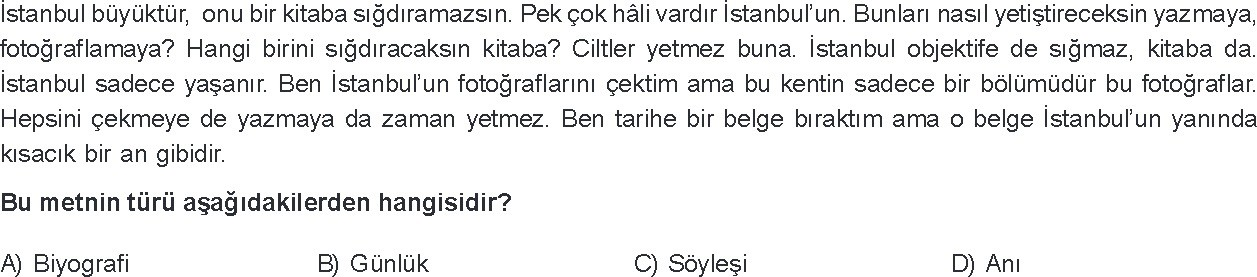 İstanbul büyüktür, onu bir kitaba sığdıramazsın. Pek çok hâli vardır İstanbul’un. Bunları nasıl yetiştireceksin yazmaya,
fotoğraflamaya? Hangi birini sığdıracaksın kitaba? Ciltler yetmez buna. İstanbul objektife de sığmaz, kitaba da.
İstanbul sadece yaşanır. Ben İstanbul’un fotoğraflarını çektim ama bu kentin sadece bir bölümüdür bu fotoğraflar.
Hepsini çekmeye de yazmaya da zaman yetmez. Ben tarihe bir belge bıraktım ama o belge İstanbul’un yanında
kısacık bir an gibidir.
Bu metnin türü aşağıdakilerden hangisidir?
A) Biyografi B) Günlük C) Söyleşi D) Anı